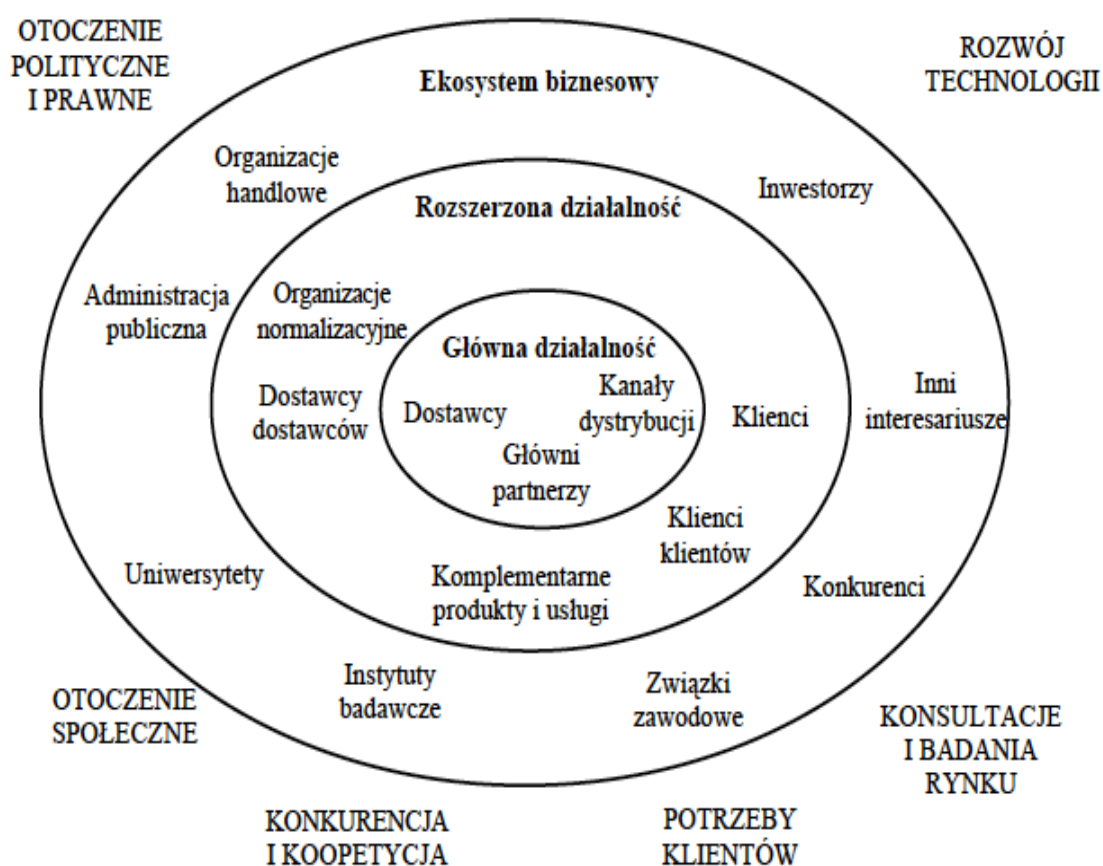 OTOCZENIE
POLITYCZNE
I PRAWNE
ROZWÓJ
TECHNOLOGII
Ekosystem biznesowy
Organizacje
handlowe
Inwestorzy
Rozszerzona działalność
Administracja
publiczna
Organizacje
normalizacyjne
Główna działalność
Dostawcy
dostawców
Dostawcy
Kanały
dystrybucji
Klienci
Inni
interesariusze
Główni
partnerzy
Klienci
klientów
Uniwersytety
Komplementarne
produkty i usługi
Konkurenci
Instytuty
badawcze
Związki
zawodowe
OTOCZENIE
SPOŁECZNE
KONSULTACJE
I BADANIA
RYNKU
KONKURENCJA
I KOOPETYCJA
POTRZEBY
KLIENTÓW